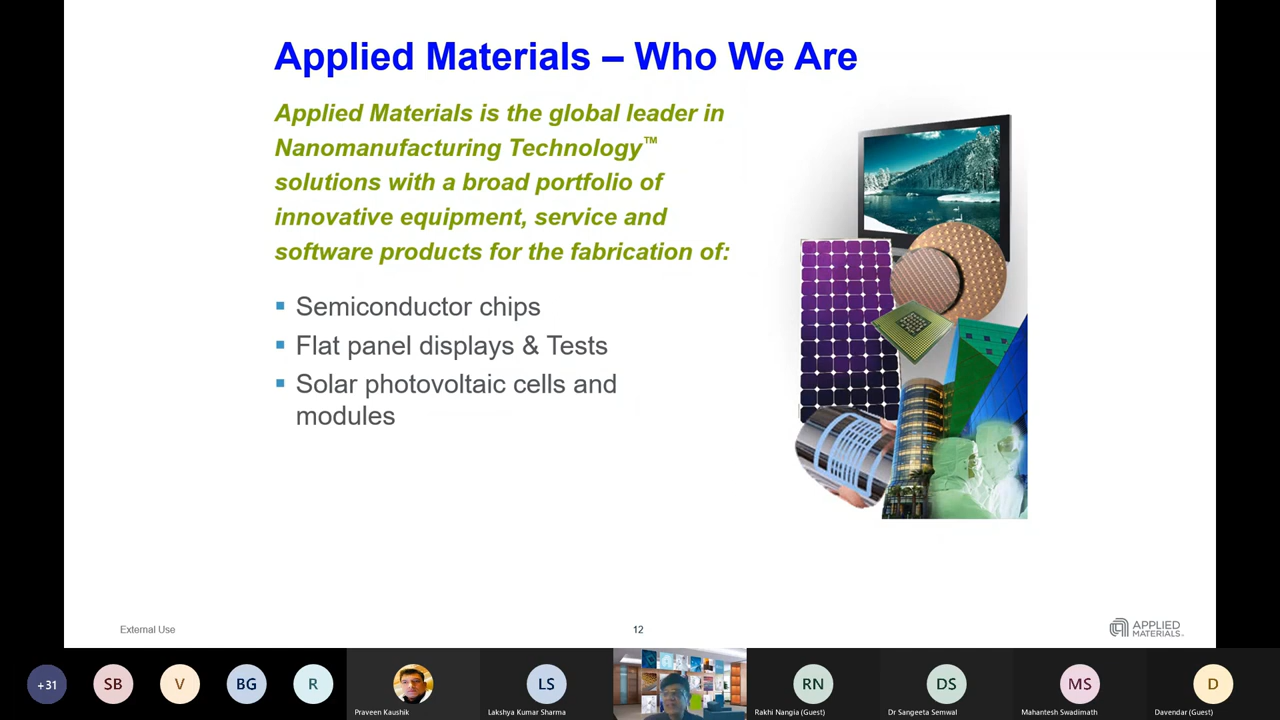 Applied Materials – Who We Are
Applied Materials is the global leader in
Nanomanufacturing Technology™
solutions with a broad portfolio of
innovative equipment, service and
software products for the fabrication of:
Semiconductor chips
Flat panel displays & Tests
Solar photovoltaic cells and
modules
External Use
12
APPLIED
MATERIALS
+31
SB
V
BG
R
Praveen Kaushik
LS
Lakshya Kumar Sharma
RN
Rakhi Nangia (Guest)
DS
Dr Sangeeta Semwal
MS
Mahantesh Swadimath
D
Davendar (Guest)